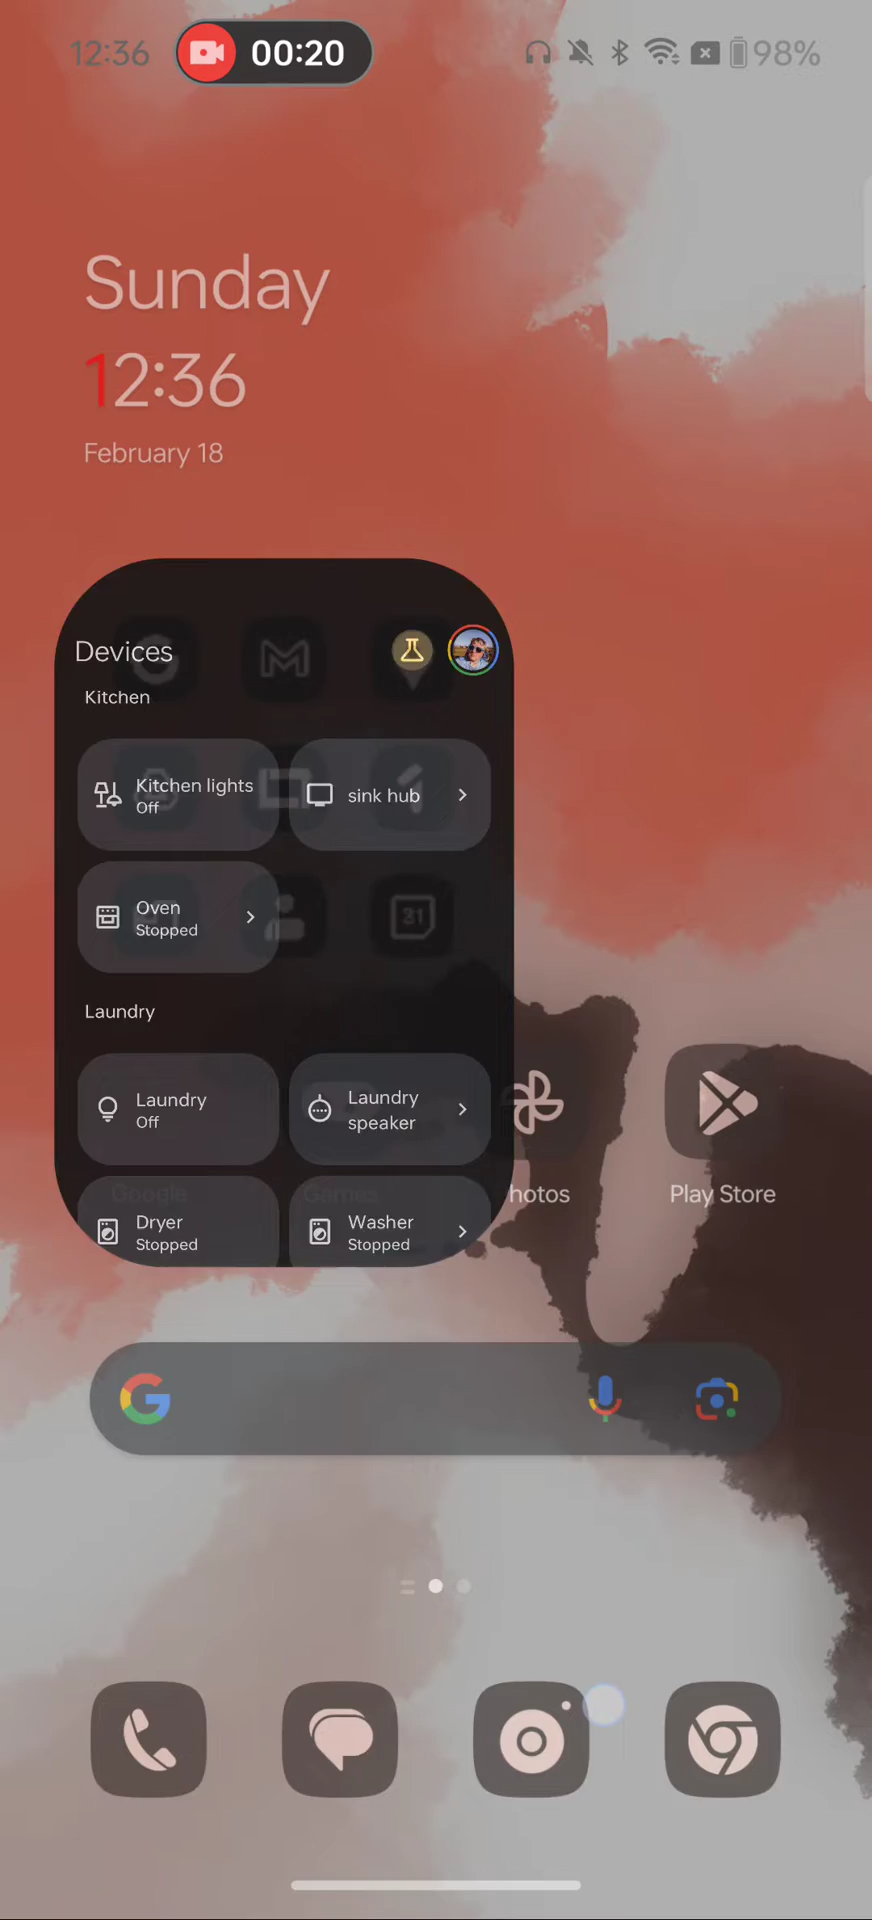 12:36
00:20
98%
Sunday
12:36
February 18
Devices
Kitchen
Kitchen lights
Off
sink hub
Oven
Stopped
31
Laundry
Laundry
Off
Laundry
speaker
Google
Games
hotos
Play Store
Dryer
Stopped
Washer
Stopped